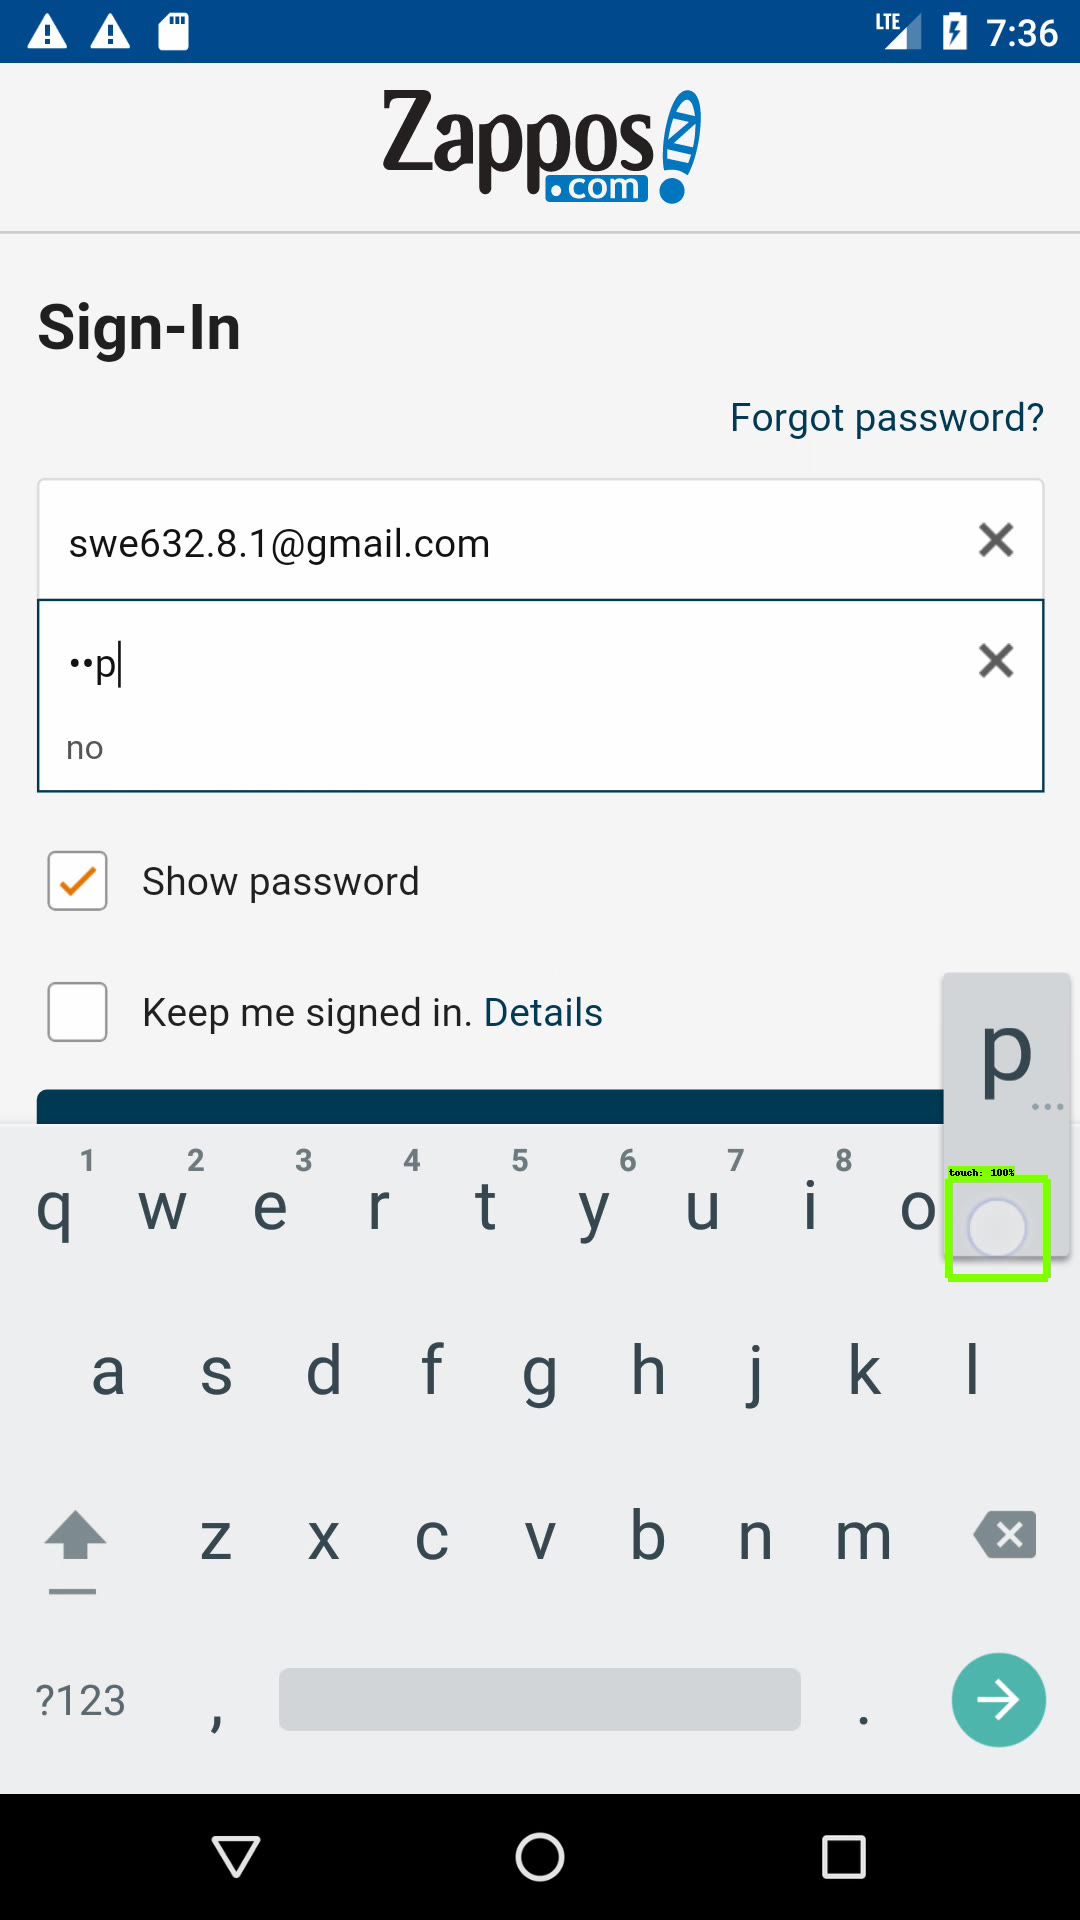 LTE 7:36
Zappos
.com
Sign-In
Forgot password?
swe632.8.1@gmail.com
••p
no
Show password
Keep me signed in. Details
p
...
1 2 3 4 5 6 7 8
touch: 100%
q w e r t y u i o
a s d f g h j k l
z x c v b n m
?123 , .